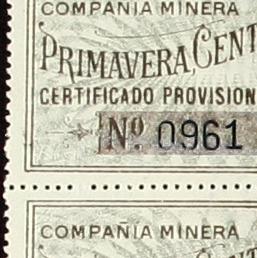 COMPAÑIA MINERA
PRIMAVERA, CENT
CERTIFICADO PROVISION
Nº 0961
COMPAÑIA MINERA